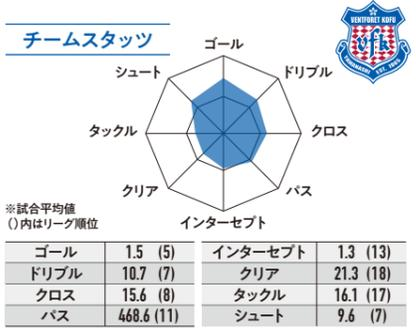 チームスタッツ
VENTFORET KOFU
vfk
YAMANASHI EST. 1965
ゴール
シュート
ドリブル
タックル
クロス
クリア
パス
インターセプト
※試合平均値
( )内はリーグ順位
ゴール 1.5 (5) インターセプト 1.3 (13)
ドリブル 10.7 (7) クリア 21.3 (18)
クロス 15.6 (8) タックル 16.1 (17)
パス 468.6 (11) シュート 9.6 (7)